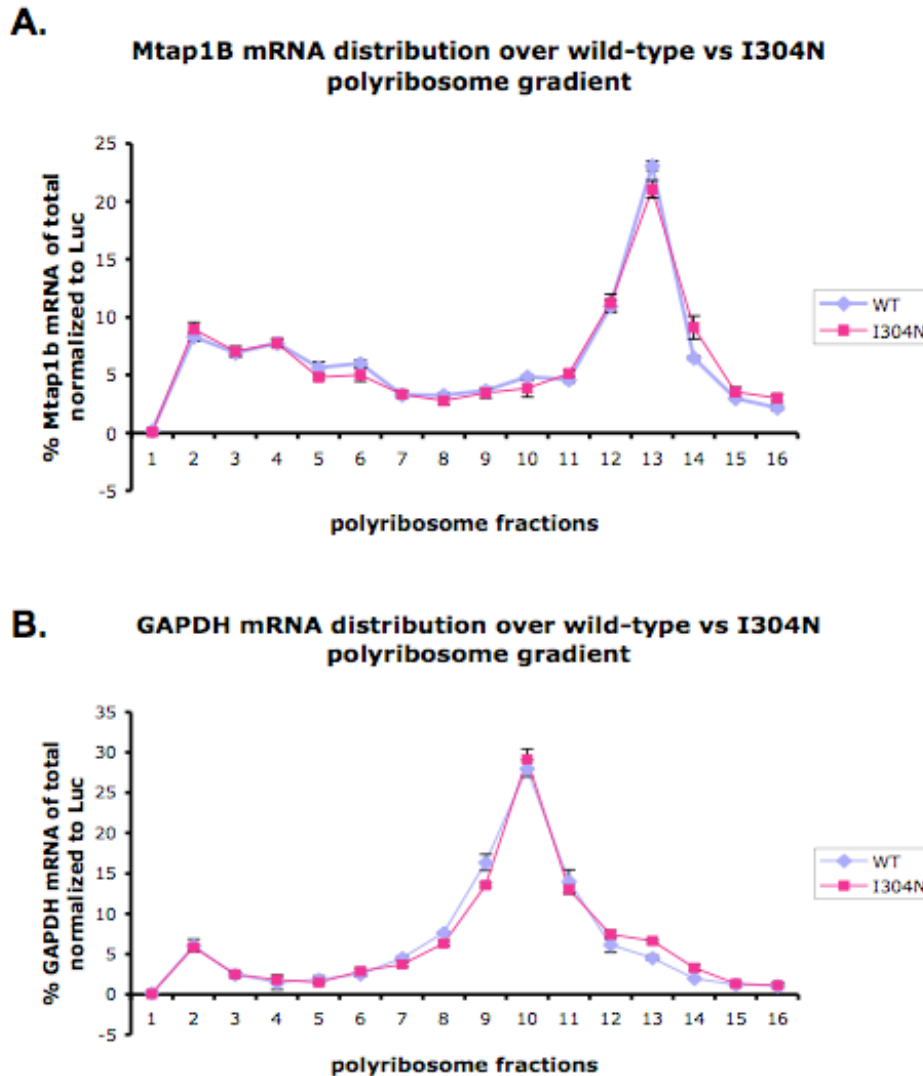 A.
Mtap1B mRNA distribution over wild-type vs I304N
polyribosome gradient
% Mtap1b mRNA of total
normalized to Luc
25
20
15
10
5
0
-5
1 2 3 4 5 6 7 8 9 10 11 12 13 14 15 16
polyribosome fractions
WT
I304N
B.
GAPDH mRNA distribution over wild-type vs I304N
polyribosome gradient
% GAPDH mRNA of total
normalized to Luc
35
30
25
20
15
10
5
0
-5
1 2 3 4 5 6 7 8 9 10 11 12 13 14 15 16
polyribosome fractions
WT
I304N